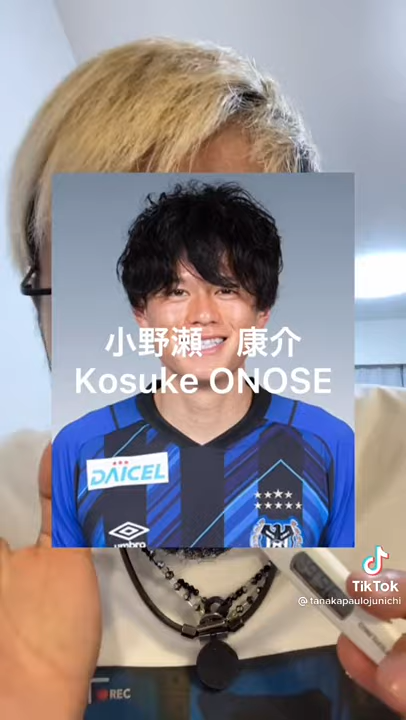 小野瀬 康介
Kosuke ONOSE
DAICEL
umbro
TikTok
@tanakapaulojunichi
REC